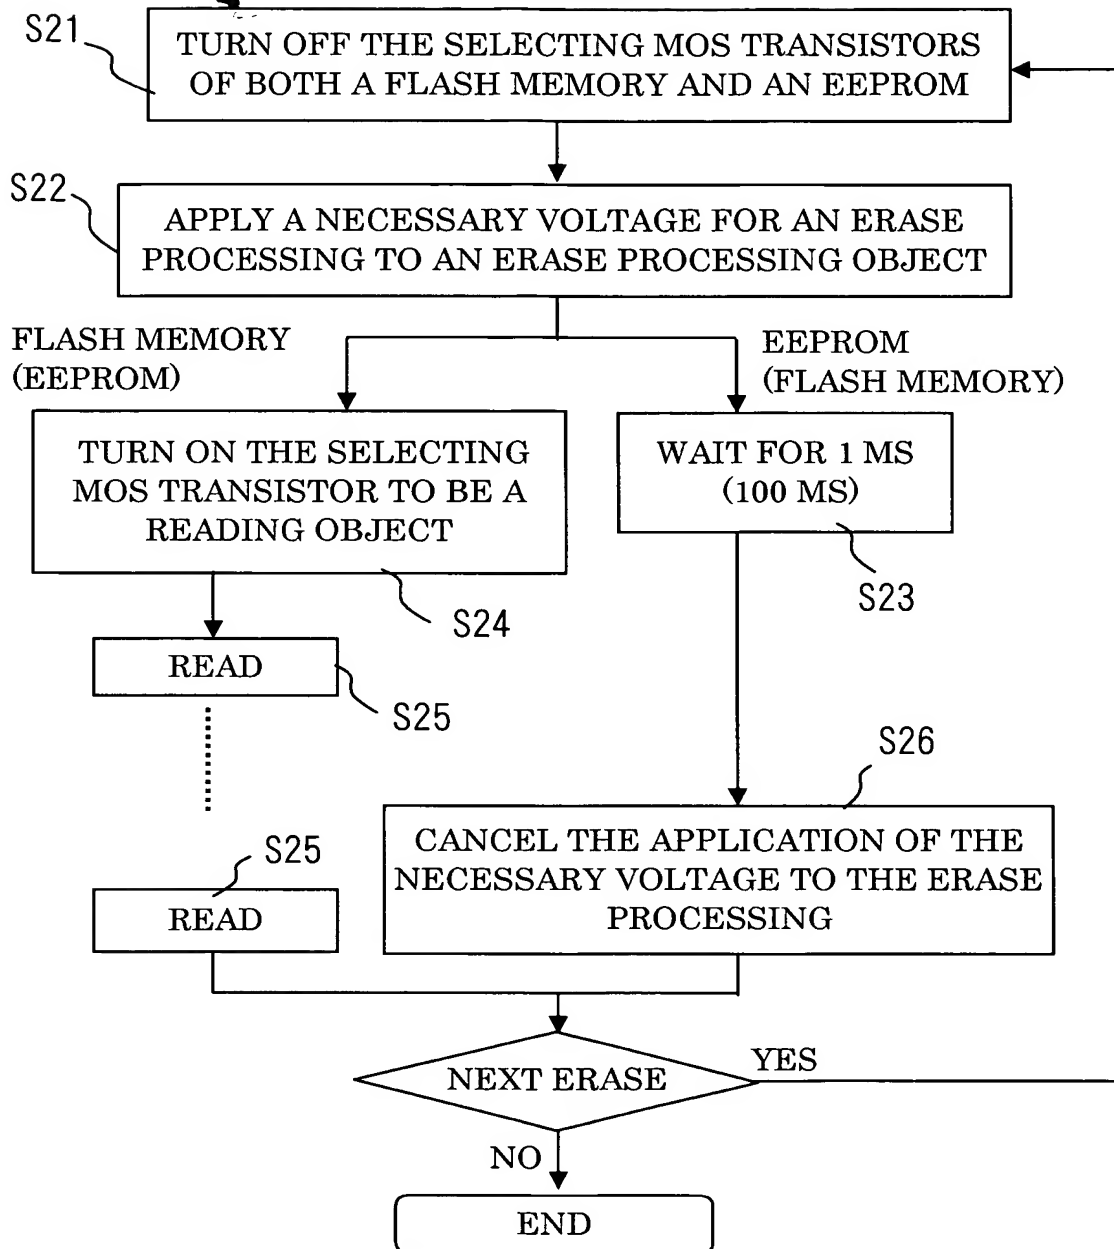 S21
TURN OFF THE SELECTING MOS TRANSISTORS
OF BOTH A FLASH MEMORY AND AN EEPROM
S22
APPLY A NECESSARY VOLTAGE FOR AN ERASE
PROCESSING TO AN ERASE PROCESSING OBJECT
FLASH MEMORY
(EEPROM)
EEPROM
(FLASH MEMORY)
TURN ON THE SELECTING
MOS TRANSISTOR TO BE A
READING OBJECT
WAIT FOR 1 MS
(100 MS)
S23
S24
READ
S25
S26
S25
READ
CANCEL THE APPLICATION OF THE
NECESSARY VOLTAGE TO THE ERASE
PROCESSING
NEXT ERASE
YES
NO
END